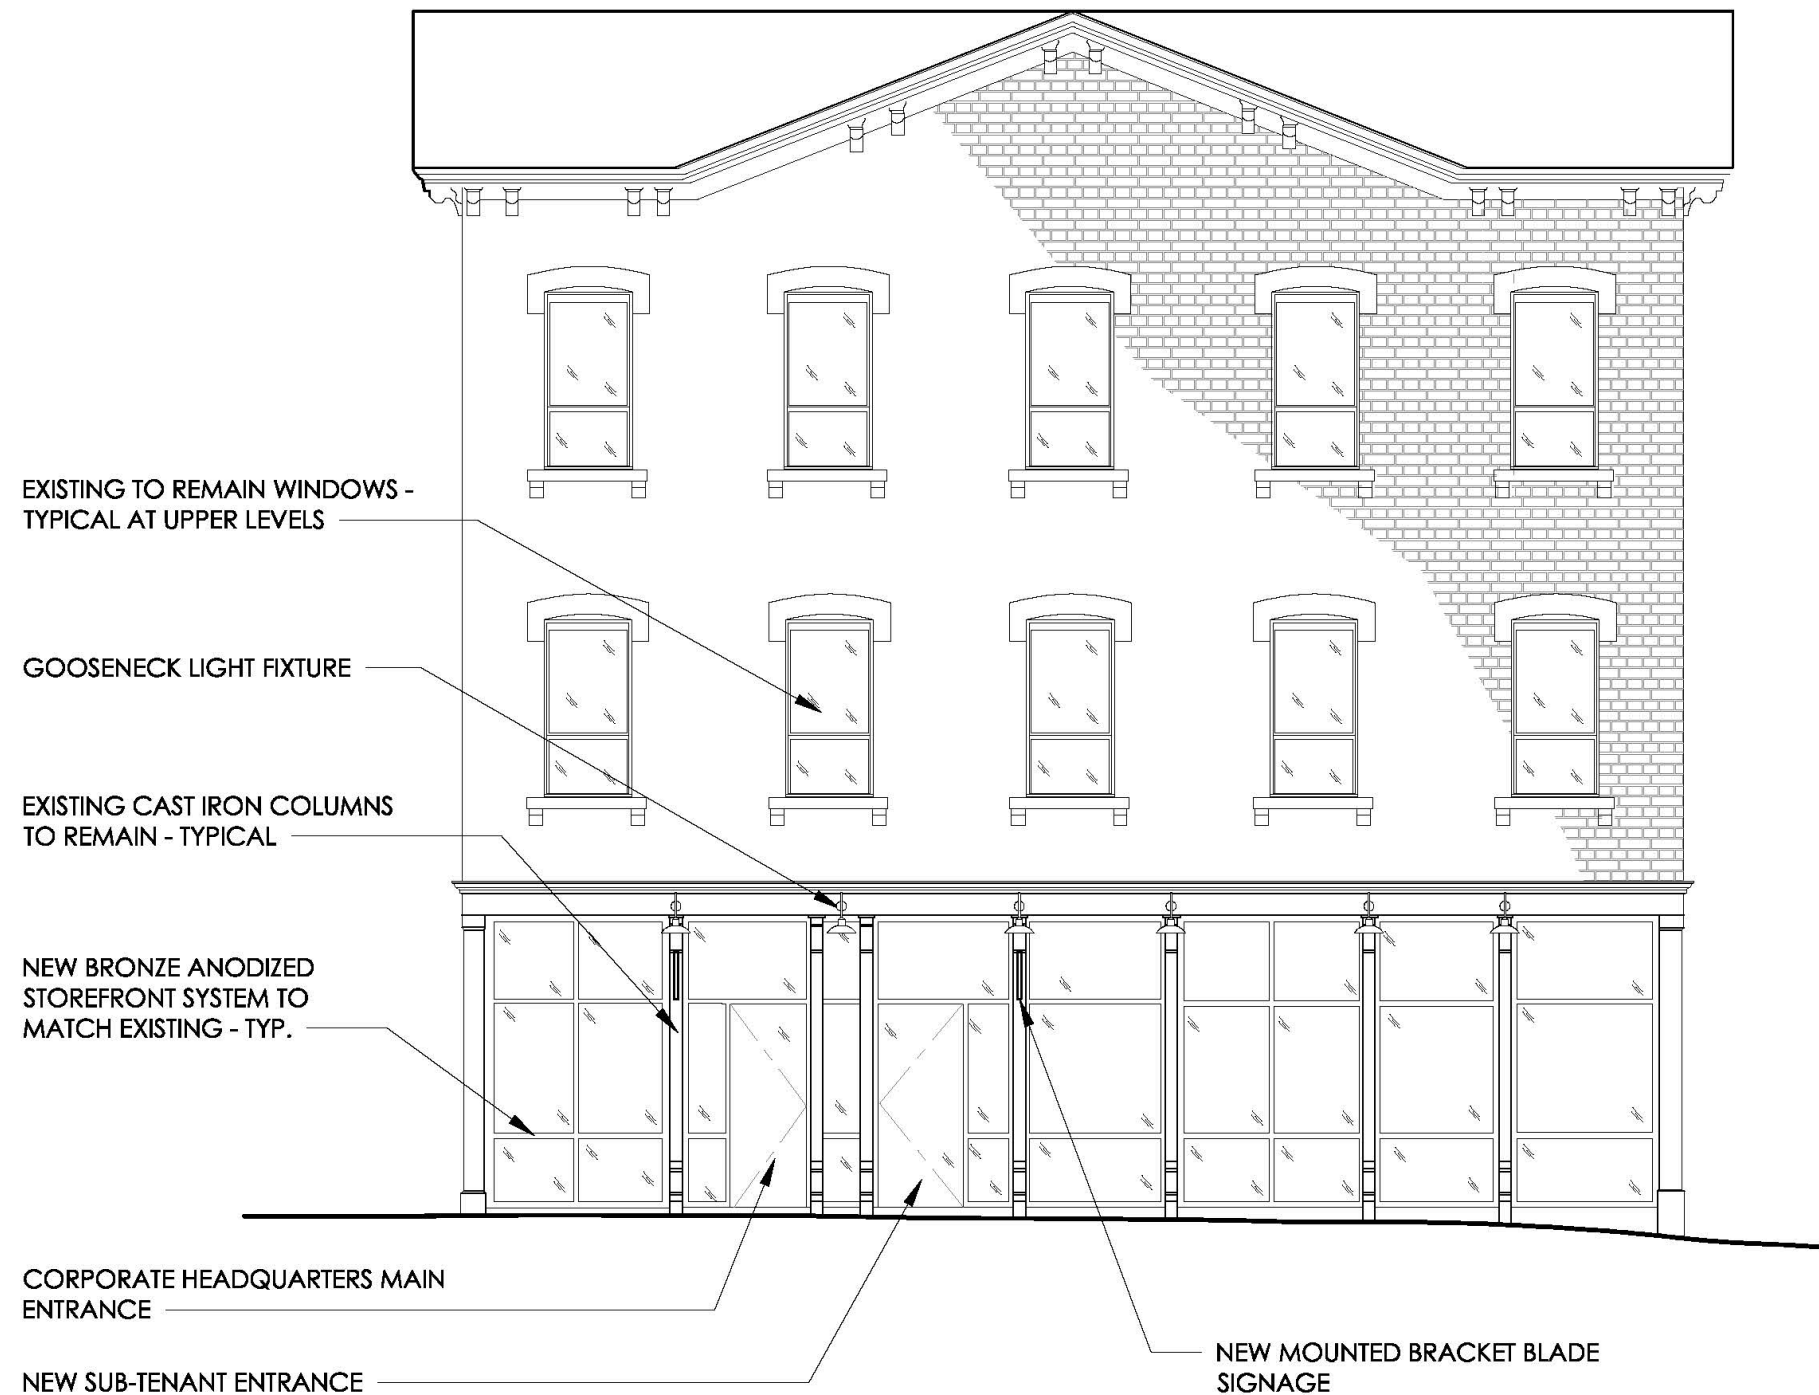 EXISTING TO REMAIN WINDOWS -
TYPICAL AT UPPER LEVELS
GOOSENECK LIGHT FIXTURE
EXISTING CAST IRON COLUMNS
TO REMAIN - TYPICAL
NEW BRONZE ANODIZED
STOREFRONT SYSTEM TO
MATCH EXISTING - TYP.
CORPORATE HEADQUARTERS MAIN
ENTRANCE
NEW SUB-TENANT ENTRANCE
NEW MOUNTED BRACKET BLADE
SIGNAGE